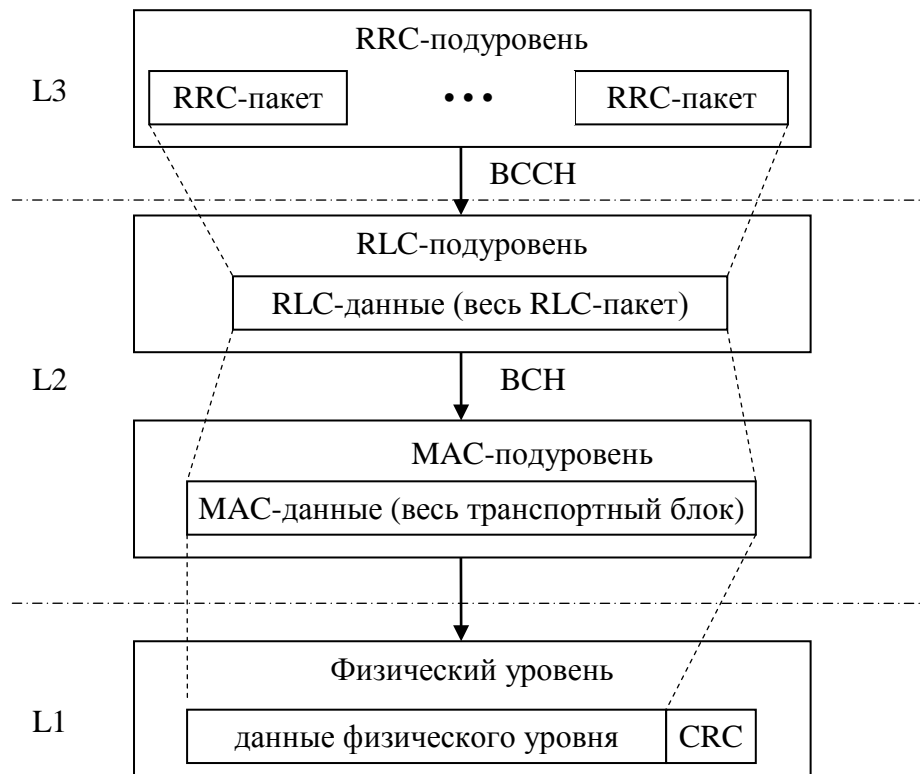 RRC-подуровень
L3
RRC-пакет ••• RRC-пакет
BCCH
RLC-подуровень
RLC-данные (весь RLC-пакет)
L2
BCH
MAC-подуровень
MAC-данные (весь транспортный блок)
Физический уровень
L1
данные физического уровня CRC